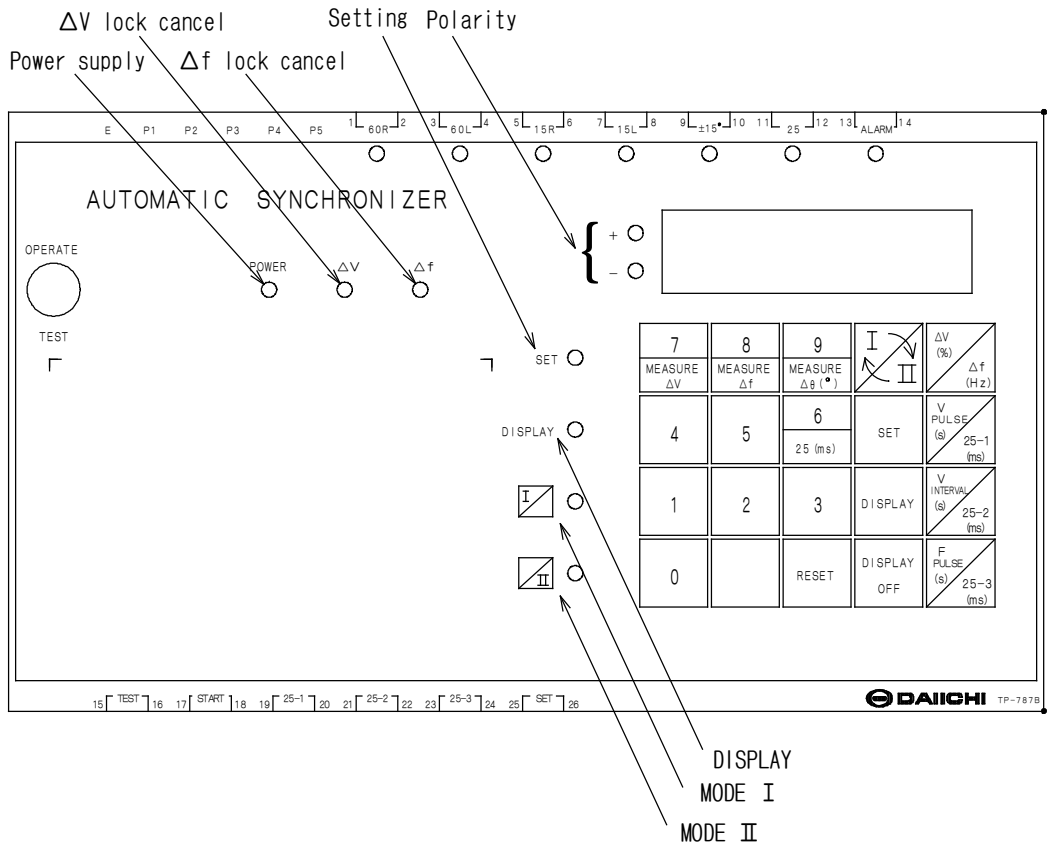 ΔV lock cancel
Setting Polarity
Power supply Δf lock cancel
E P1 P2 P3 P4 P5 1 60R 2 3 60L 4 5 15R 6 7 15L 8 9 ±15° 10 11 25 12 13 ALARM 14
AUTOMATIC SYNCHRONIZER
OPERATE
TEST
POWER ΔV Δf
{ +
−
SET
DISPLAY
I
II
7 8 9 I II ΔV (%) Δf (Hz)
MEASURE ΔV MEASURE Δf MEASURE Δθ(°)
4 5 6 SET V PULSE (s) 25-1 (ms)
25 (ms)
1 2 3 DISPLAY V INTERVAL (s) 25-2 (ms)
0 RESET DISPLAY OFF F PULSE (s) 25-3 (ms)
15 TEST 16 17 START 18 19 25-1 20 21 25-2 22 23 25-3 24 25 SET 26
DAIICHI TP-787B
DISPLAY
MODE I
MODE II